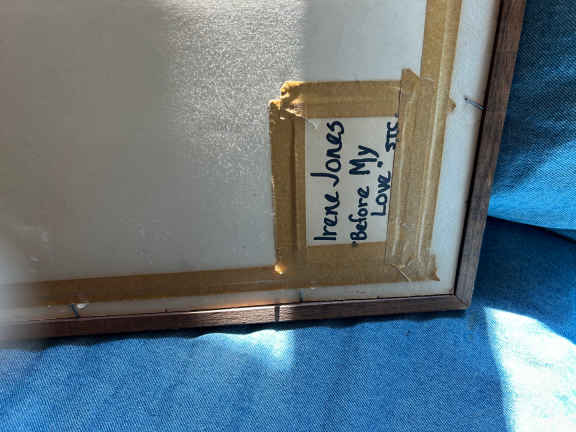 Irene Jones
"Before My
Love" STC.